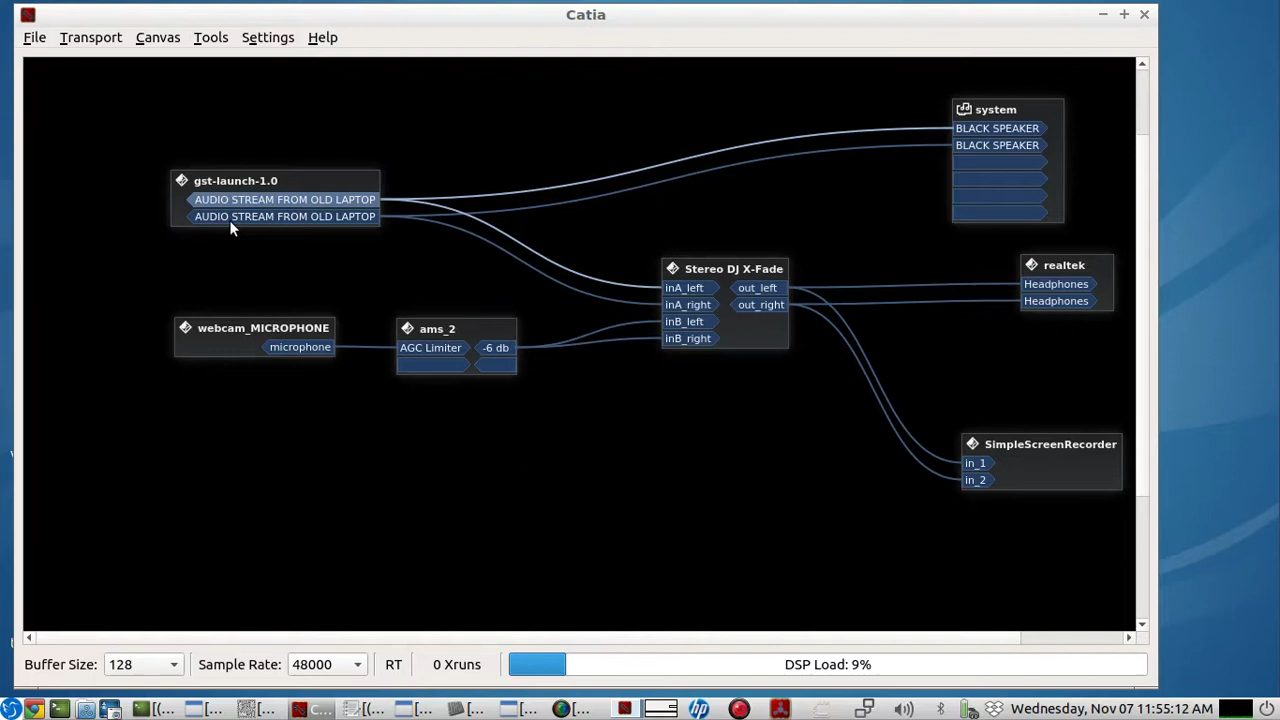 Catia
File Transport Canvas Tools Settings Help
system
BLACK SPEAKER
BLACK SPEAKER
gst-launch-1.0
AUDIO STREAM FROM OLD LAPTOP
AUDIO STREAM FROM OLD LAPTOP
Stereo DJ X-Fade
inA_left out_left
inA_right out_right
inB_left
inB_right
realtek
Headphones
Headphones
webcam_MICROPHONE
microphone
ams_2
AGC Limiter -6 db
SimpleScreenRecorder
in_1
in_2
Buffer Size: 128 Sample Rate: 48000 RT 0 Xruns DSP Load: 9%
[(... [... [... C... [(... [... [... [... hp Wednesday, Nov 07 11:55:12 AM